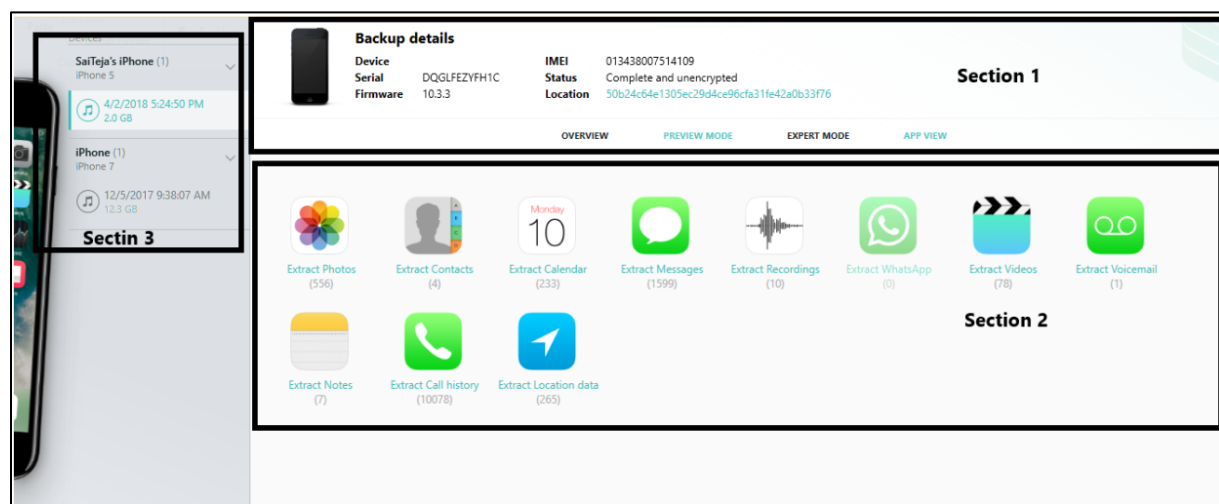 Devices
SaiTeja's iPhone (1)
iPhone 5
4/2/2018 5:24:50 PM
2.0 GB
iPhone (1)
iPhone 7
12/5/2017 9:38:07 AM
12.3 GB
Sectin 3
Backup details
Device
Serial DQGLFEZYFH1C
Firmware 10.3.3
IMEI 013438007514109
Status Complete and unencrypted
Location 50b24c64e1305ec29d4ce96cfa31fe42a0b33f76
Section 1
OVERVIEW PREVIEW MODE EXPERT MODE APP VIEW
Monday
10
Extract Photos Extract Contacts Extract Calendar Extract Messages Extract Recordings Extract WhatsApp Extract Videos Extract Voicemail
(556) (4) (233) (1599) (10) (0) (78) (1)
Section 2
Extract Notes Extract Call history Extract Location data
(7) (10078) (265)